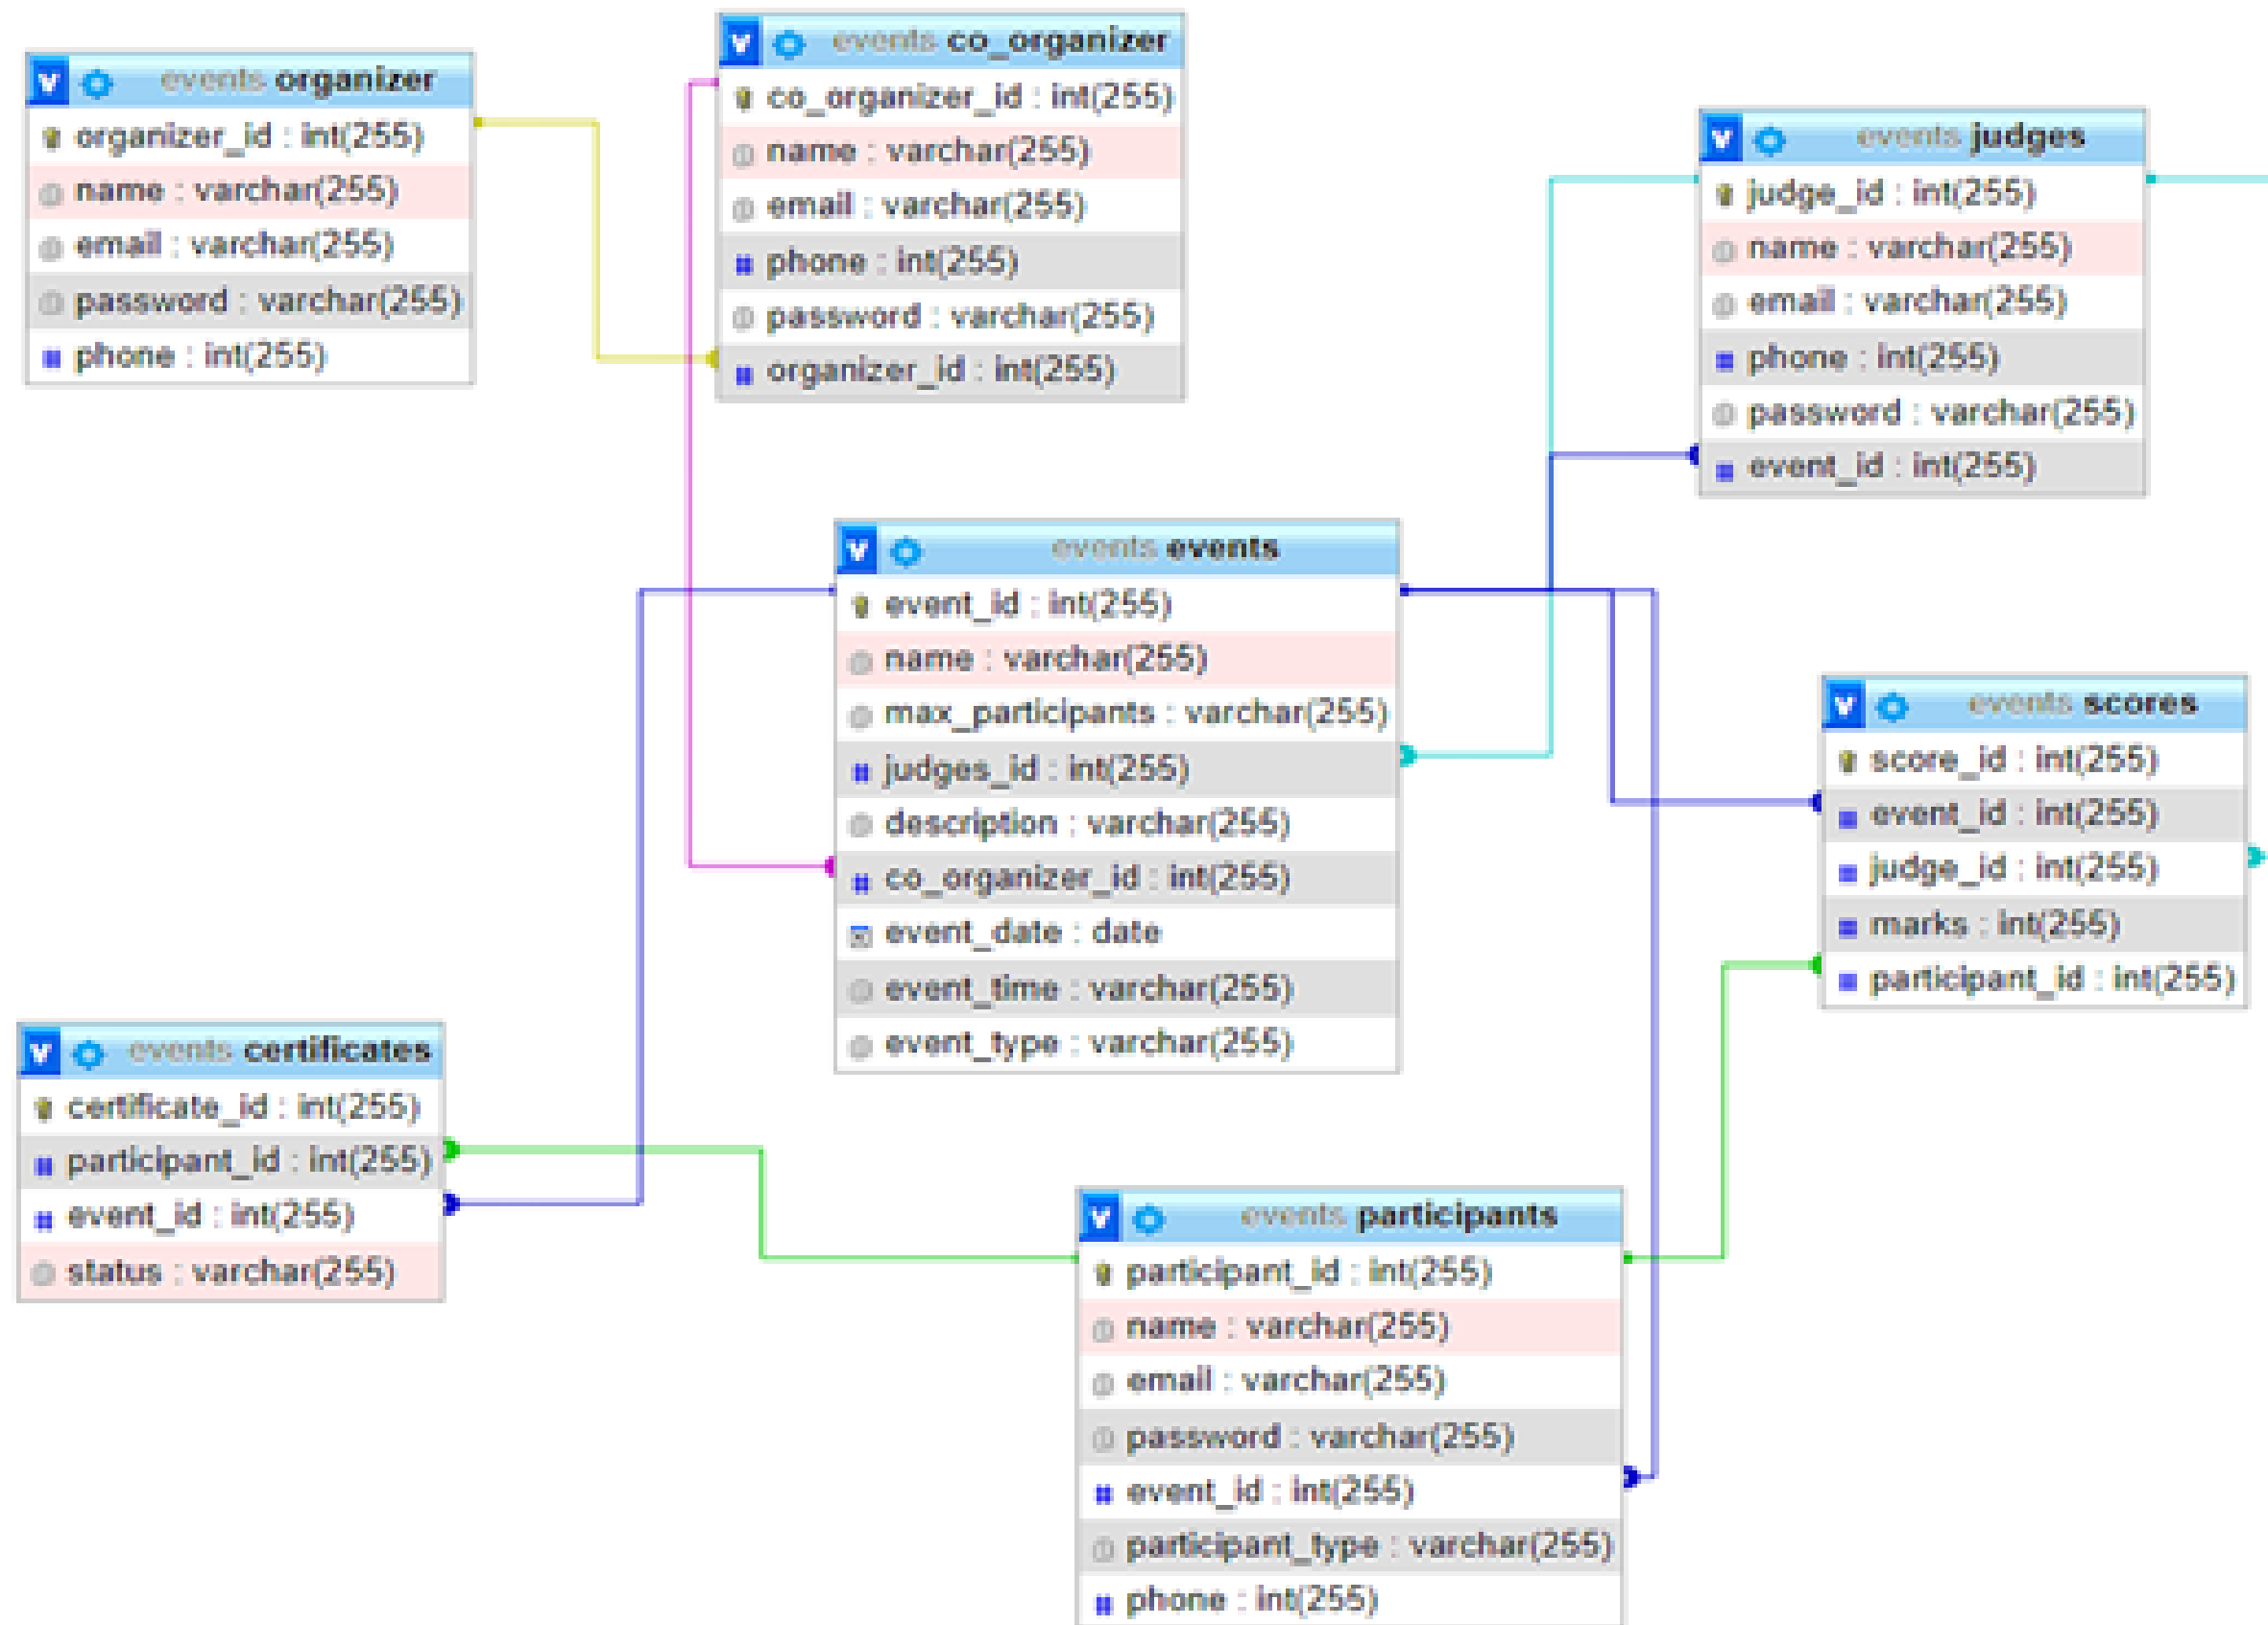 events organizer
organizer_id : int(255)
name : varchar(255)
email : varchar(255)
password : varchar(255)
phone : int(255)
events co_organizer
co_organizer_id : int(255)
name : varchar(255)
email : varchar(255)
phone : int(255)
password : varchar(255)
organizer_id : int(255)
events judges
judge_id : int(255)
name : varchar(255)
email : varchar(255)
phone : int(255)
password : varchar(255)
event_id : int(255)
events events
event_id : int(255)
name : varchar(255)
max_participants : varchar(255)
judges_id : int(255)
description : varchar(255)
co_organizer_id : int(255)
event_date : date
event_time : varchar(255)
event_type : varchar(255)
events scores
score_id : int(255)
event_id : int(255)
judge_id : int(255)
marks : int(255)
participant_id : int(255)
events certificates
certificate_id : int(255)
participant_id : int(255)
event_id : int(255)
status : varchar(255)
events participants
participant_id : int(255)
name : varchar(255)
email : varchar(255)
password : varchar(255)
event_id : int(255)
participant_type : varchar(255)
phone : int(255)